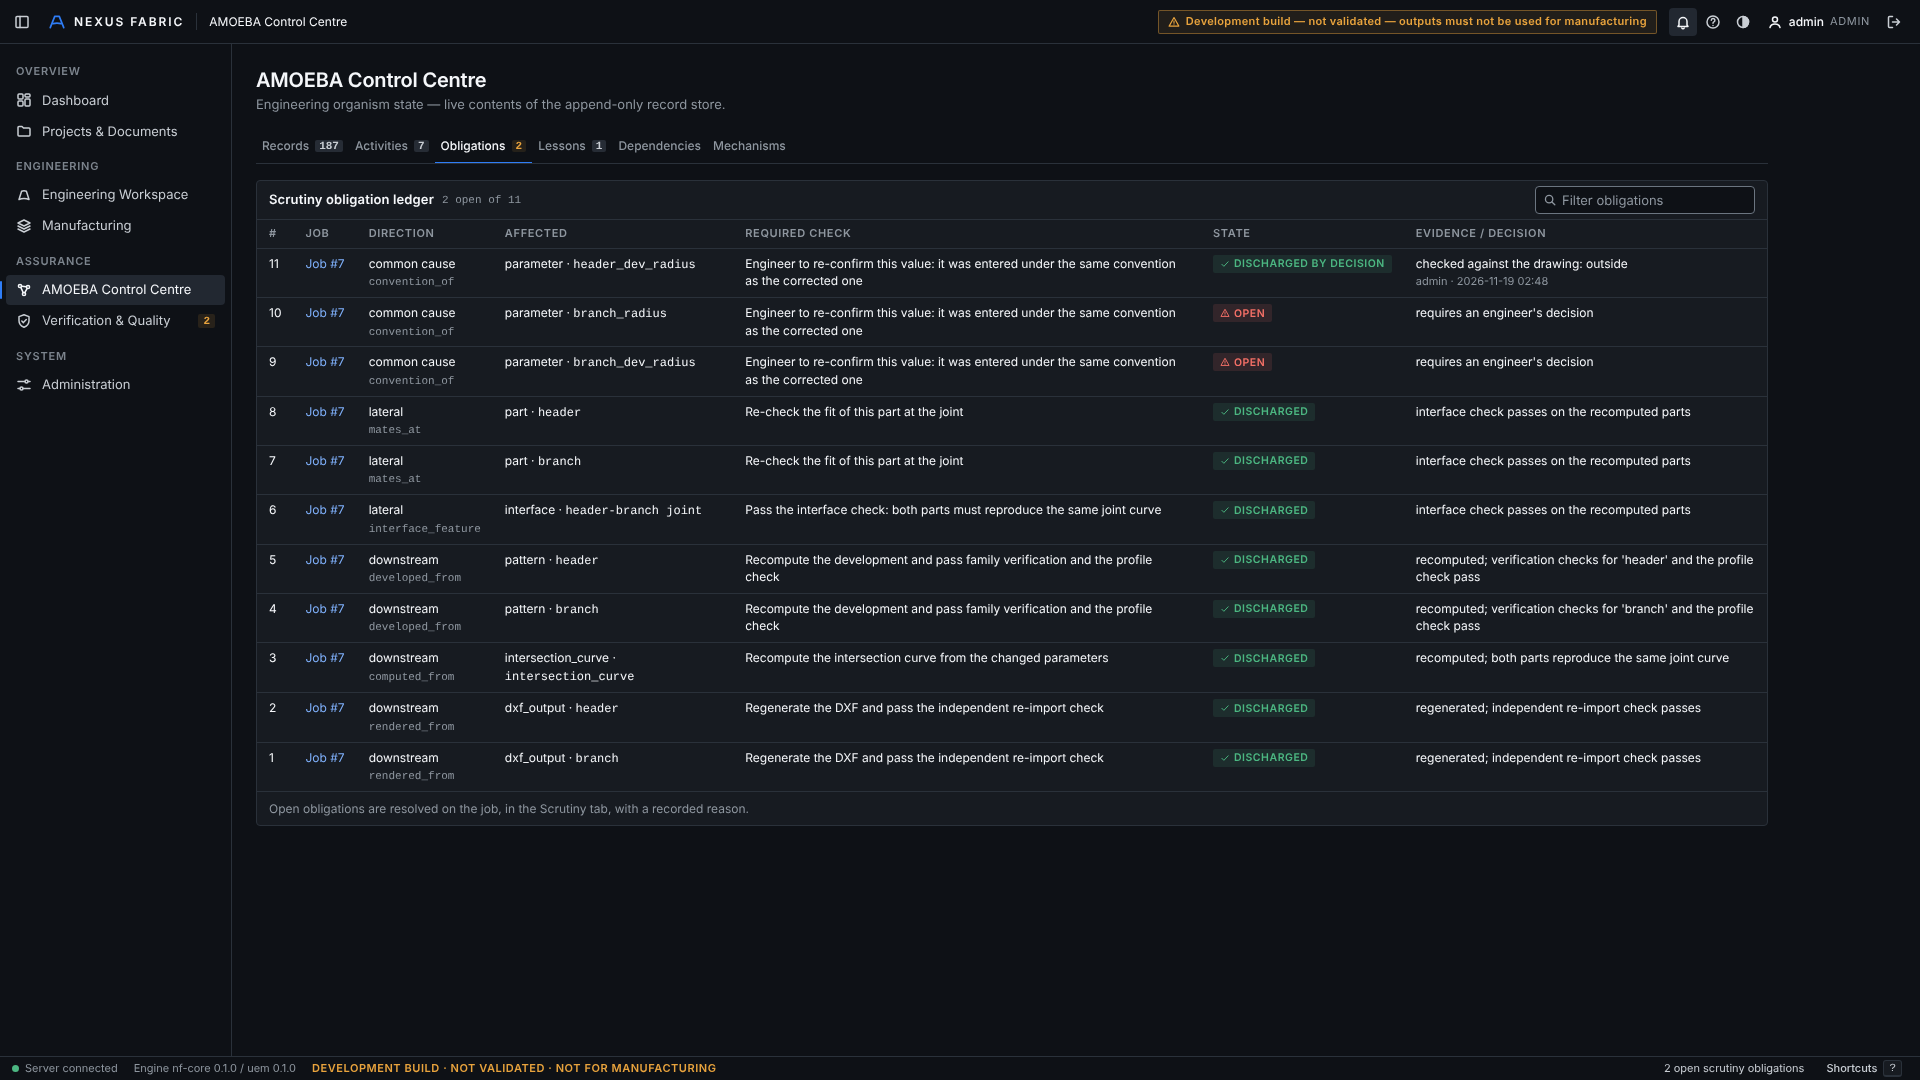 NEXUS FABRIC
AMOEBA Control Centre
Development build — not validated — outputs must not be used for manufacturing
admin ADMIN
OVERVIEW
Dashboard
Projects & Documents
ENGINEERING
Engineering Workspace
Manufacturing
ASSURANCE
AMOEBA Control Centre
Verification & Quality 2
SYSTEM
Administration
AMOEBA Control Centre
Engineering organism state — live contents of the append-only record store.
Records 187 Activities 7 Obligations 2 Lessons 1 Dependencies Mechanisms
Scrutiny obligation ledger 2 open of 11
Filter obligations
# JOB DIRECTION AFFECTED REQUIRED CHECK STATE EVIDENCE / DECISION
11 Job #7 common cause parameter · header_dev_radius Engineer to re-confirm this value: it was entered under the same convention DISCHARGED BY DECISION checked against the drawing: outside
convention_of as the corrected one admin · 2026-11-19 02:48
10 Job #7 common cause parameter · branch_radius Engineer to re-confirm this value: it was entered under the same convention OPEN requires an engineer's decision
convention_of as the corrected one
9 Job #7 common cause parameter · branch_dev_radius Engineer to re-confirm this value: it was entered under the same convention OPEN requires an engineer's decision
convention_of as the corrected one
8 Job #7 lateral part · header Re-check the fit of this part at the joint DISCHARGED interface check passes on the recomputed parts
mates_at
7 Job #7 lateral part · branch Re-check the fit of this part at the joint DISCHARGED interface check passes on the recomputed parts
mates_at
6 Job #7 lateral interface · header-branch joint Pass the interface check: both parts must reproduce the same joint curve DISCHARGED interface check passes on the recomputed parts
interface_feature
5 Job #7 downstream pattern · header Recompute the development and pass family verification and the profile DISCHARGED recomputed; verification checks for 'header' and the profile
developed_from check check pass
4 Job #7 downstream pattern · branch Recompute the development and pass family verification and the profile DISCHARGED recomputed; verification checks for 'branch' and the profile
developed_from check check pass
3 Job #7 downstream intersection_curve · Recompute the intersection curve from the changed parameters DISCHARGED recomputed; both parts reproduce the same joint curve
computed_from intersection_curve
2 Job #7 downstream dxf_output · header Regenerate the DXF and pass the independent re-import check DISCHARGED regenerated; independent re-import check passes
rendered_from
1 Job #7 downstream dxf_output · branch Regenerate the DXF and pass the independent re-import check DISCHARGED regenerated; independent re-import check passes
rendered_from
Open obligations are resolved on the job, in the Scrutiny tab, with a recorded reason.
Server connected Engine nf-core 0.1.0 / uem 0.1.0 DEVELOPMENT BUILD · NOT VALIDATED · NOT FOR MANUFACTURING 2 open scrutiny obligations Shortcuts ?